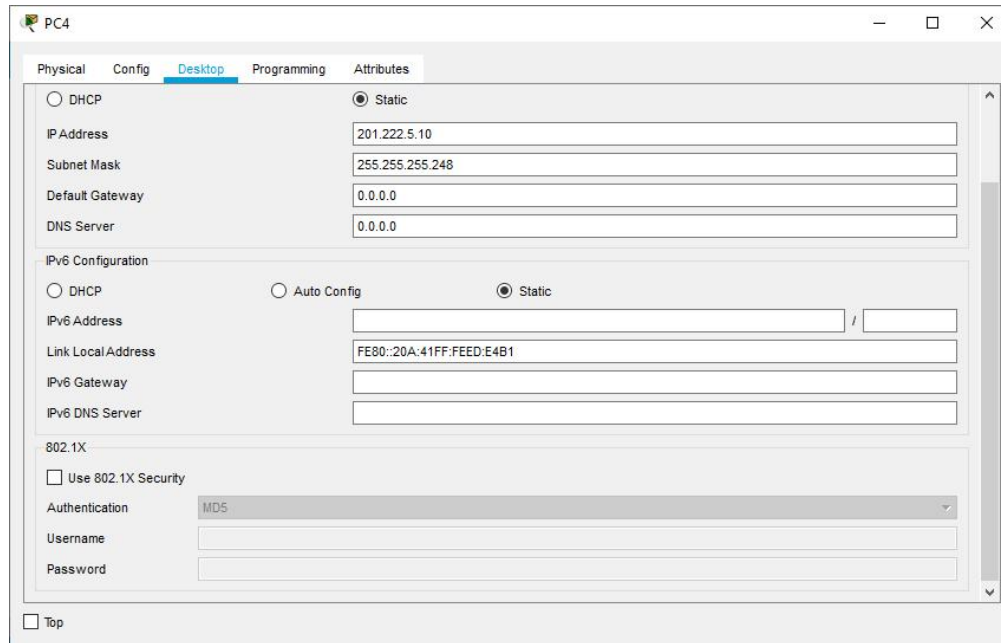 PC4
Physical Config Desktop Programming Attributes
DHCP Static
IP Address 201.222.5.10
Subnet Mask 255.255.255.248
Default Gateway 0.0.0.0
DNS Server 0.0.0.0
IPv6 Configuration
DHCP Auto Config Static
IPv6 Address /
Link Local Address FE80::20A:41FF:FEED:E4B1
IPv6 Gateway
IPv6 DNS Server
802.1X
Use 802.1X Security
Authentication MD5
Username
Password
Top